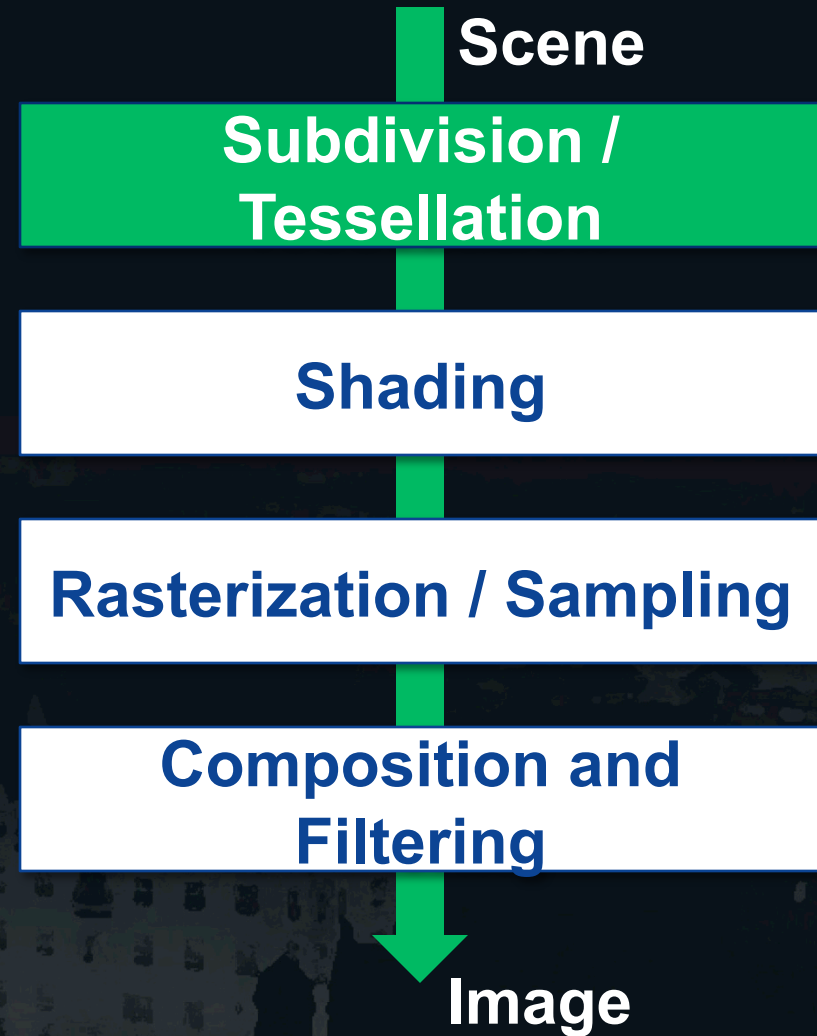 Scene
Subdivision /
Tessellation
Shading
Rasterization / Sampling
Composition and
Filtering
Image